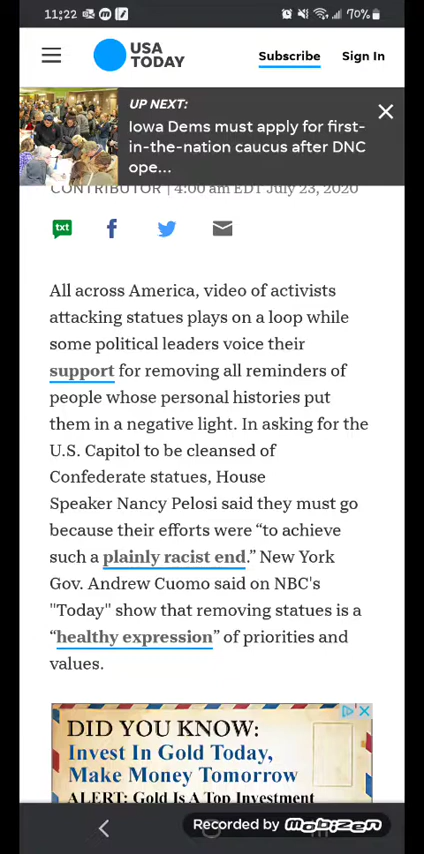 11:22 70%
USA
TODAY
Subscribe Sign In
UP NEXT:
Iowa Dems must apply for first-
in-the-nation caucus after DNC
ope...
CONTRIBUTOR | 4:00 am EDT July 23, 2020
txt
All across America, video of activists
attacking statues plays on a loop while
some political leaders voice their
support for removing all reminders of
people whose personal histories put
them in a negative light. In asking for the
U.S. Capitol to be cleansed of
Confederate statues, House
Speaker Nancy Pelosi said they must go
because their efforts were “to achieve
such a plainly racist end.” New York
Gov. Andrew Cuomo said on NBC's
"Today" show that removing statues is a
“healthy expression” of priorities and
values.
DID YOU KNOW:
Invest In Gold Today,
Make Money Tomorrow
ALERT: Gold Is A Top Investment
Recorded by mobizen